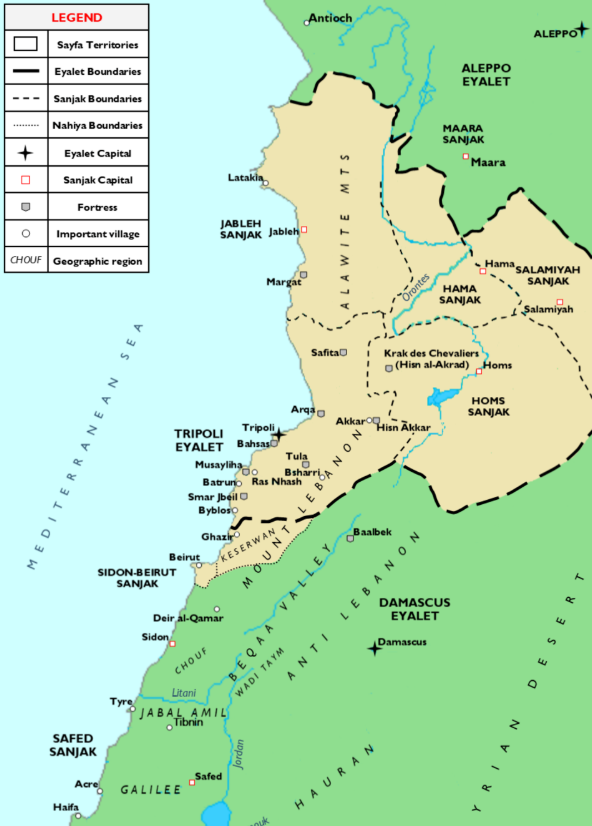 LEGEND
Sayfa Territories
Eyalet Boundaries
Sanjak Boundaries
Nahiya Boundaries
Eyalet Capital
Sanjak Capital
Fortress
Important village
CHOUF
Geographic region
Antioch
ALEPPO
ALEPPO
EYALET
MAARA
SANJAK
Maara
Latakia
ALAWITE MTS
JABLEH
SANJAK
Jableh
Margat
Orontes
Hama
HAMA
SANJAK
SALAMIYAH
SANJAK
Salamiyah
MEDITERRANEAN SEA
Safita
Krak des Chevaliers
(Hisn al-Akrad)
Homs
HOMS
SANJAK
Arqa
Akkar
Hisn Akkar
TRIPOLI
EYALET
Tripoli
Bahsas
Tula
Musayliha
Bsharri
Batrun
Ras Nhash
Smar Jbeil
Byblos
MOUNT LEBANON
Ghazir
KESERWAN
Baalbek
Beirut
SIDON-BEIRUT
SANJAK
BEQAA VALLEY
ANTI LEBANON
DAMASCUS
EYALET
Deir al-Qamar
Sidon
Damascus
CHOUF
WADI TAYM
Litani
Tyre
JABAL AMIL
Tibnin
SAFED
SANJAK
Jordan
YRIAN DESERT
HAURAN
Safed
Acre
GALILEE
Haifa